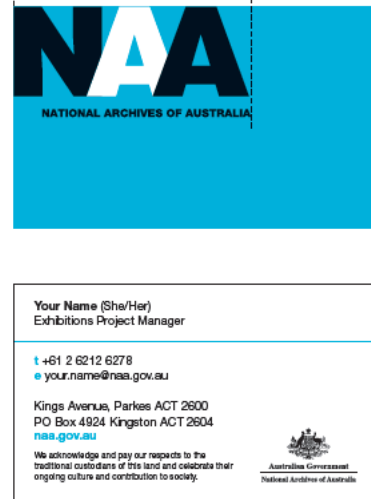 NAA
NATIONAL ARCHIVES OF AUSTRALIA
Your Name (She/Her)
Exhibitions Project Manager
t +61 2 6212 6278
e your.name@naa.gov.au
Kings Avenue, Parkes ACT 2600
PO Box 4924 Kingston ACT 2604
naa.gov.au
We acknowledge and pay our respects to the
traditional custodians of this land and celebrate their
ongoing culture and contribution to society.
Australian Government
National Archives of Australia